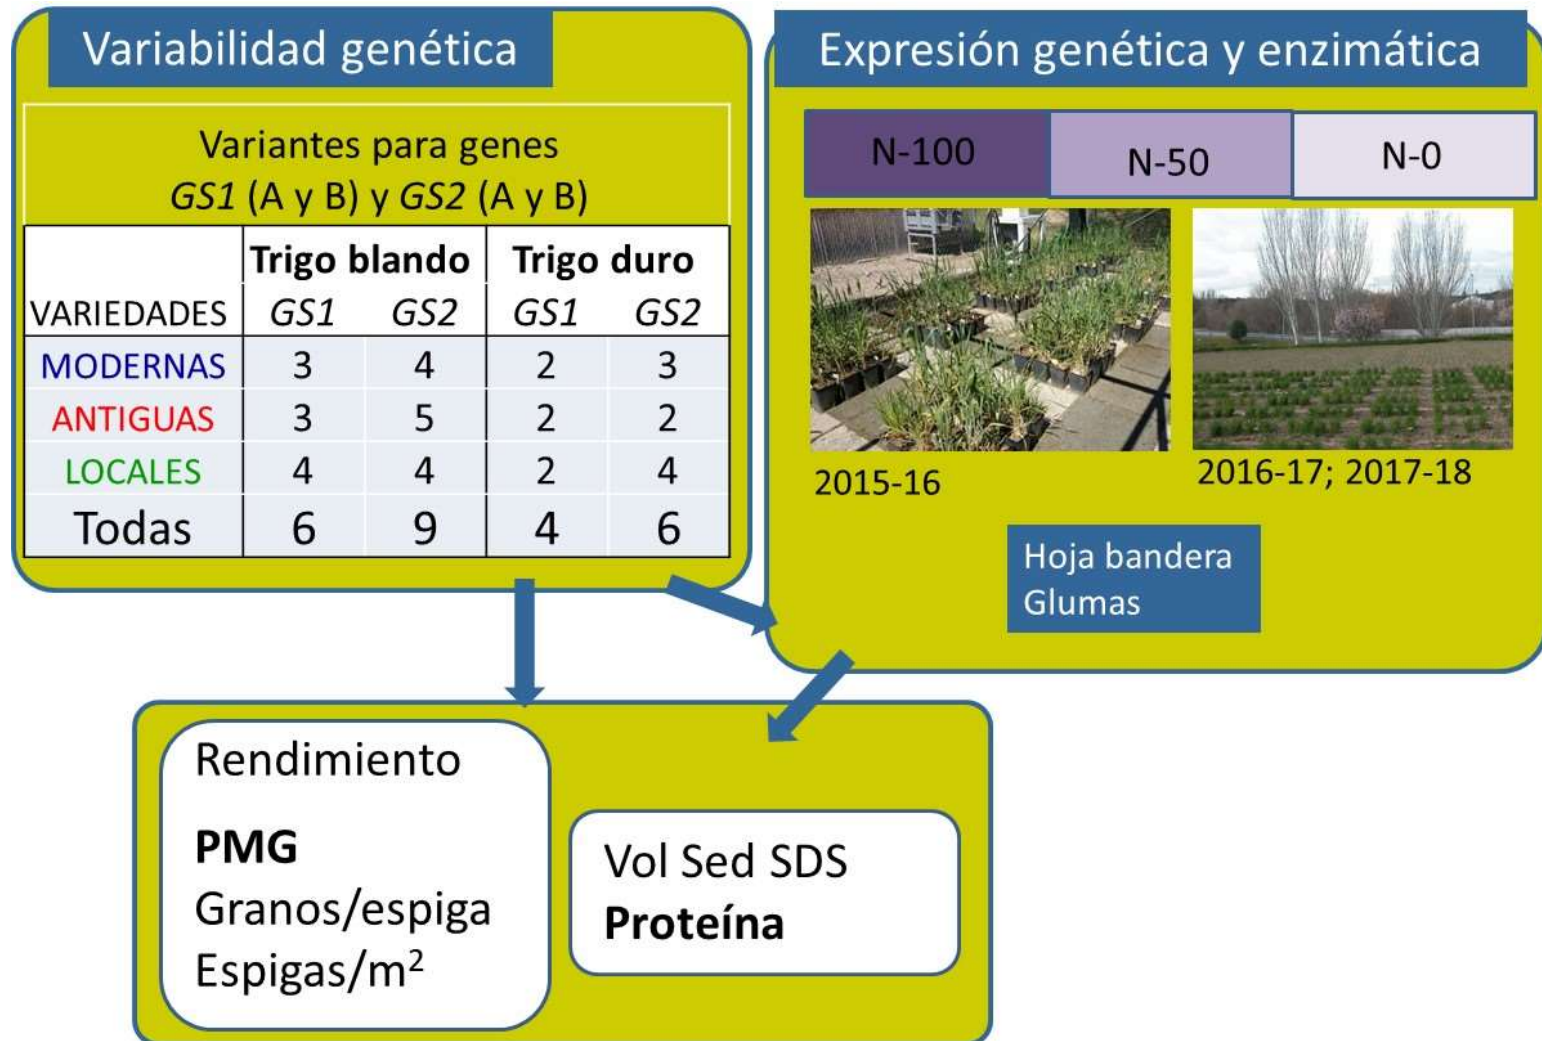 Variabilidad genética
Variantes para genes
GS1 (A y B) y GS2 (A y B)
Trigo blando Trigo duro
VARIEDADES GS1 GS2 GS1 GS2
MODERNAS 3 4 2 3
ANTIGUAS 3 5 2 2
LOCALES 4 4 2 4
Todas 6 9 4 6
Expresión genética y enzimática
N-100 N-50 N-0
2015-16
2016-17; 2017-18
Hoja bandera
Glumas
Rendimiento
PMG
Granos/espiga
Espigas/m²
Vol Sed SDS
Proteína